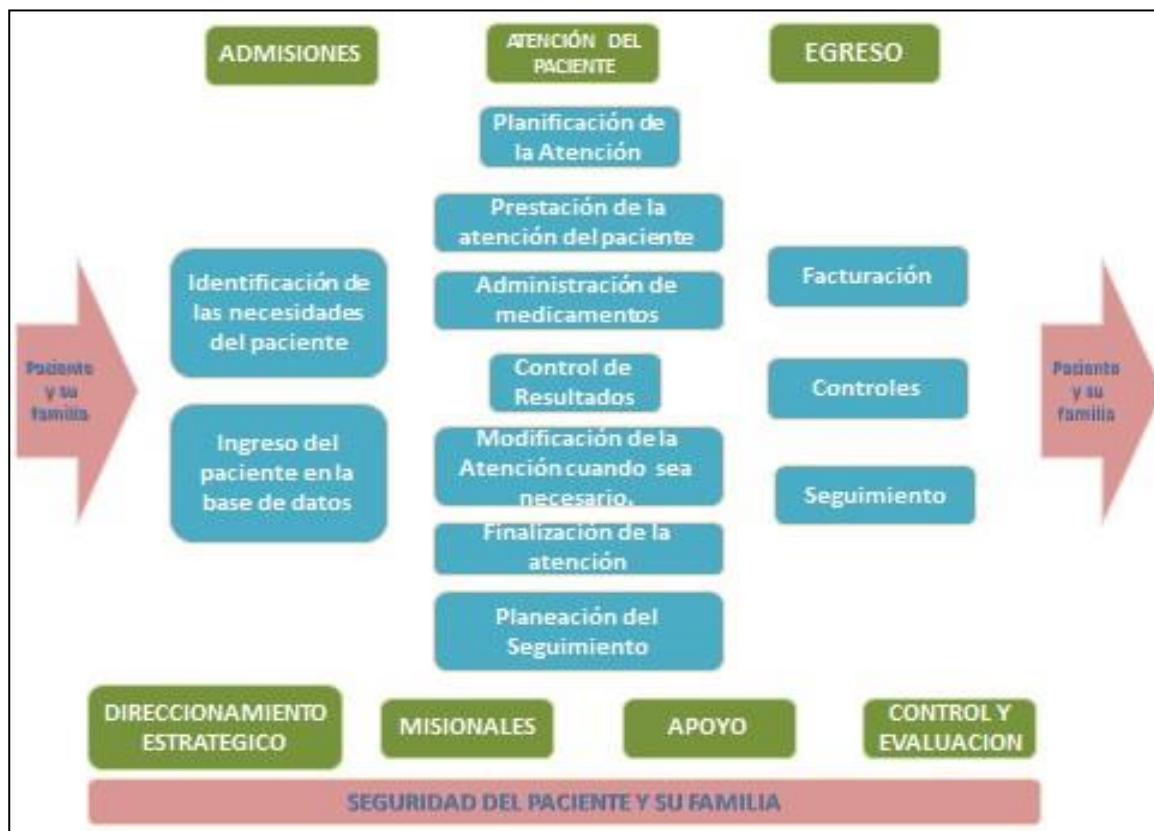 ADMISIONES
ATENCIÓN DEL
PACIENTE
EGRESO
Planificación de
la Atención
Prestación de la
atención del paciente
Administración de
medicamentos
Control de
Resultados
Modificación de la
Atención cuando sea
necesario.
Finalización de la
atención
Planeación del
Seguimiento
Paciente
y su
familia
Identificación de
las necesidades
del paciente
Ingreso del
paciente en la
base de datos
Facturación
Controles
Seguimiento
Paciente
y su
familia
DIRECCIONAMIENTO
ESTRATEGICO
MISIONALES
APOYO
CONTROL Y
EVALUACION
SEGURIDAD DEL PACIENTE Y SU FAMILIA